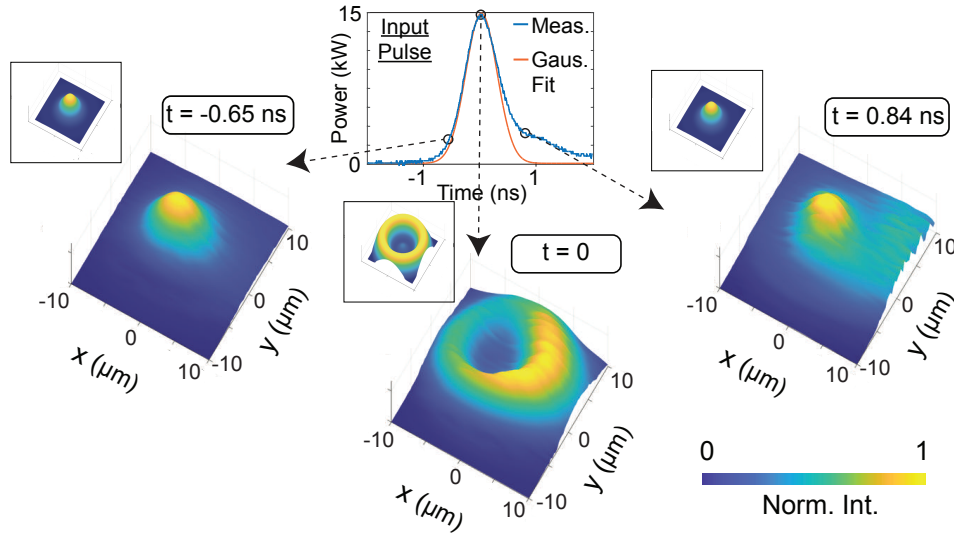 Input
Pulse
Meas.
Gaus.
Fit
Power (kW)
15
0
-1
1
Time (ns)
t = -0.65 ns
t = 0.84 ns
t = 0
-10
0
10
x (µm)
-10
0
10
y (µm)
-10
0
10
x (µm)
-10
0
10
y (µm)
-10
0
10
x (µm)
-10
0
10
y (µm)
0
1
Norm. Int.